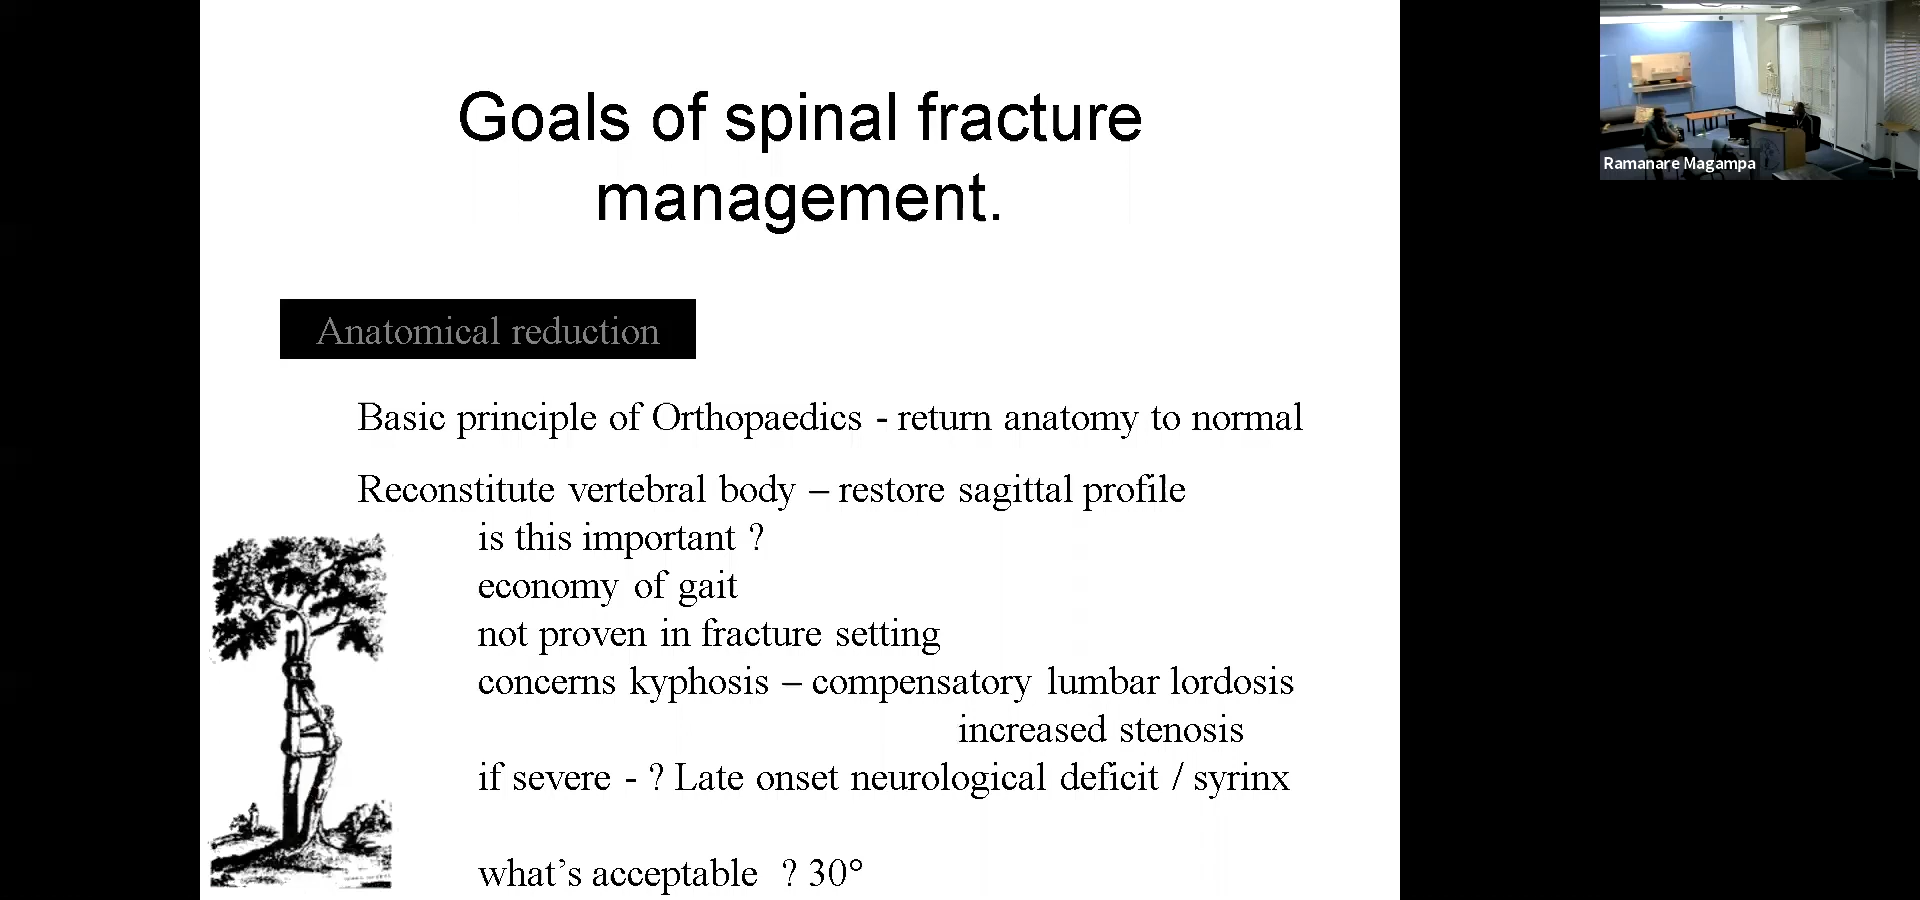 Goals of spinal fracture
management.
Anatomical reduction
Basic principle of Orthopaedics - return anatomy to normal
Reconstitute vertebral body – restore sagittal profile
is this important ?
economy of gait
not proven in fracture setting
concerns kyphosis – compensatory lumbar lordosis
increased stenosis
if severe - ? Late onset neurological deficit / syrinx
what’s acceptable ? 30°
Ramanare Magampa